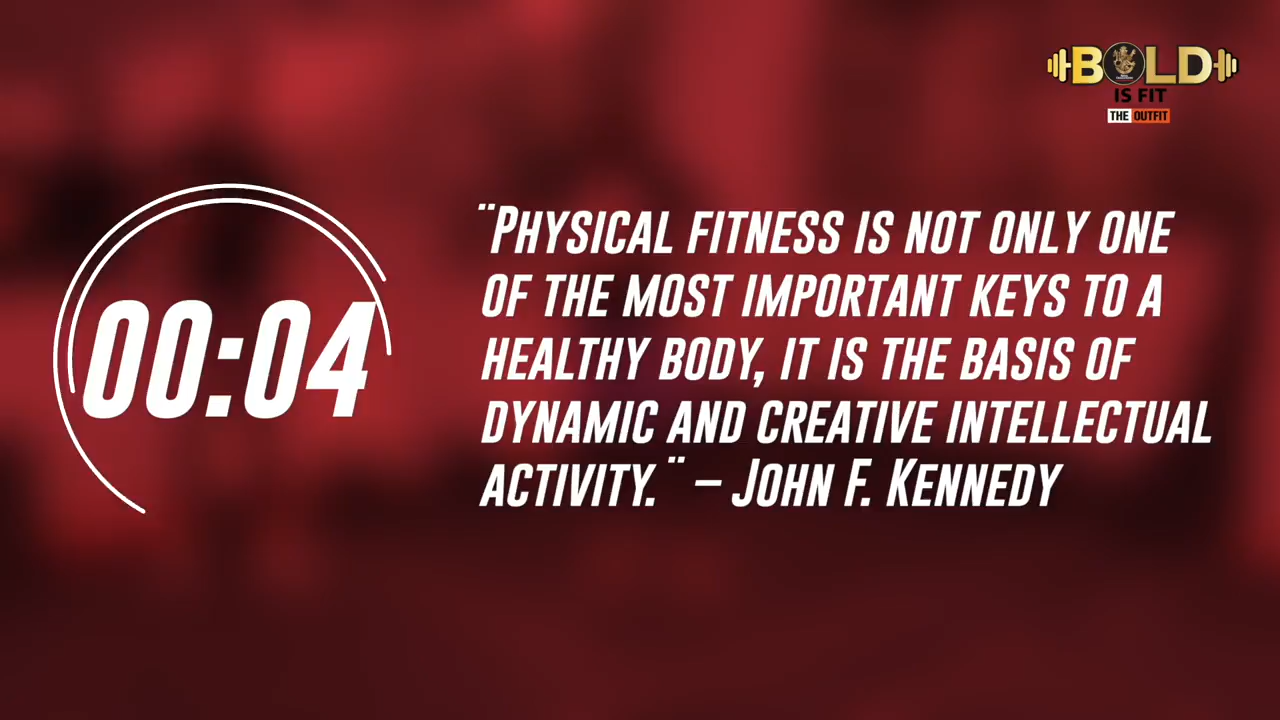 BOLD
IS FIT
THE OUTFIT
00:04
¨Physical fitness is not only one
of the most important keys to a
healthy body, it is the basis of
dynamic and creative intellectual
activity.¨ – John F. Kennedy